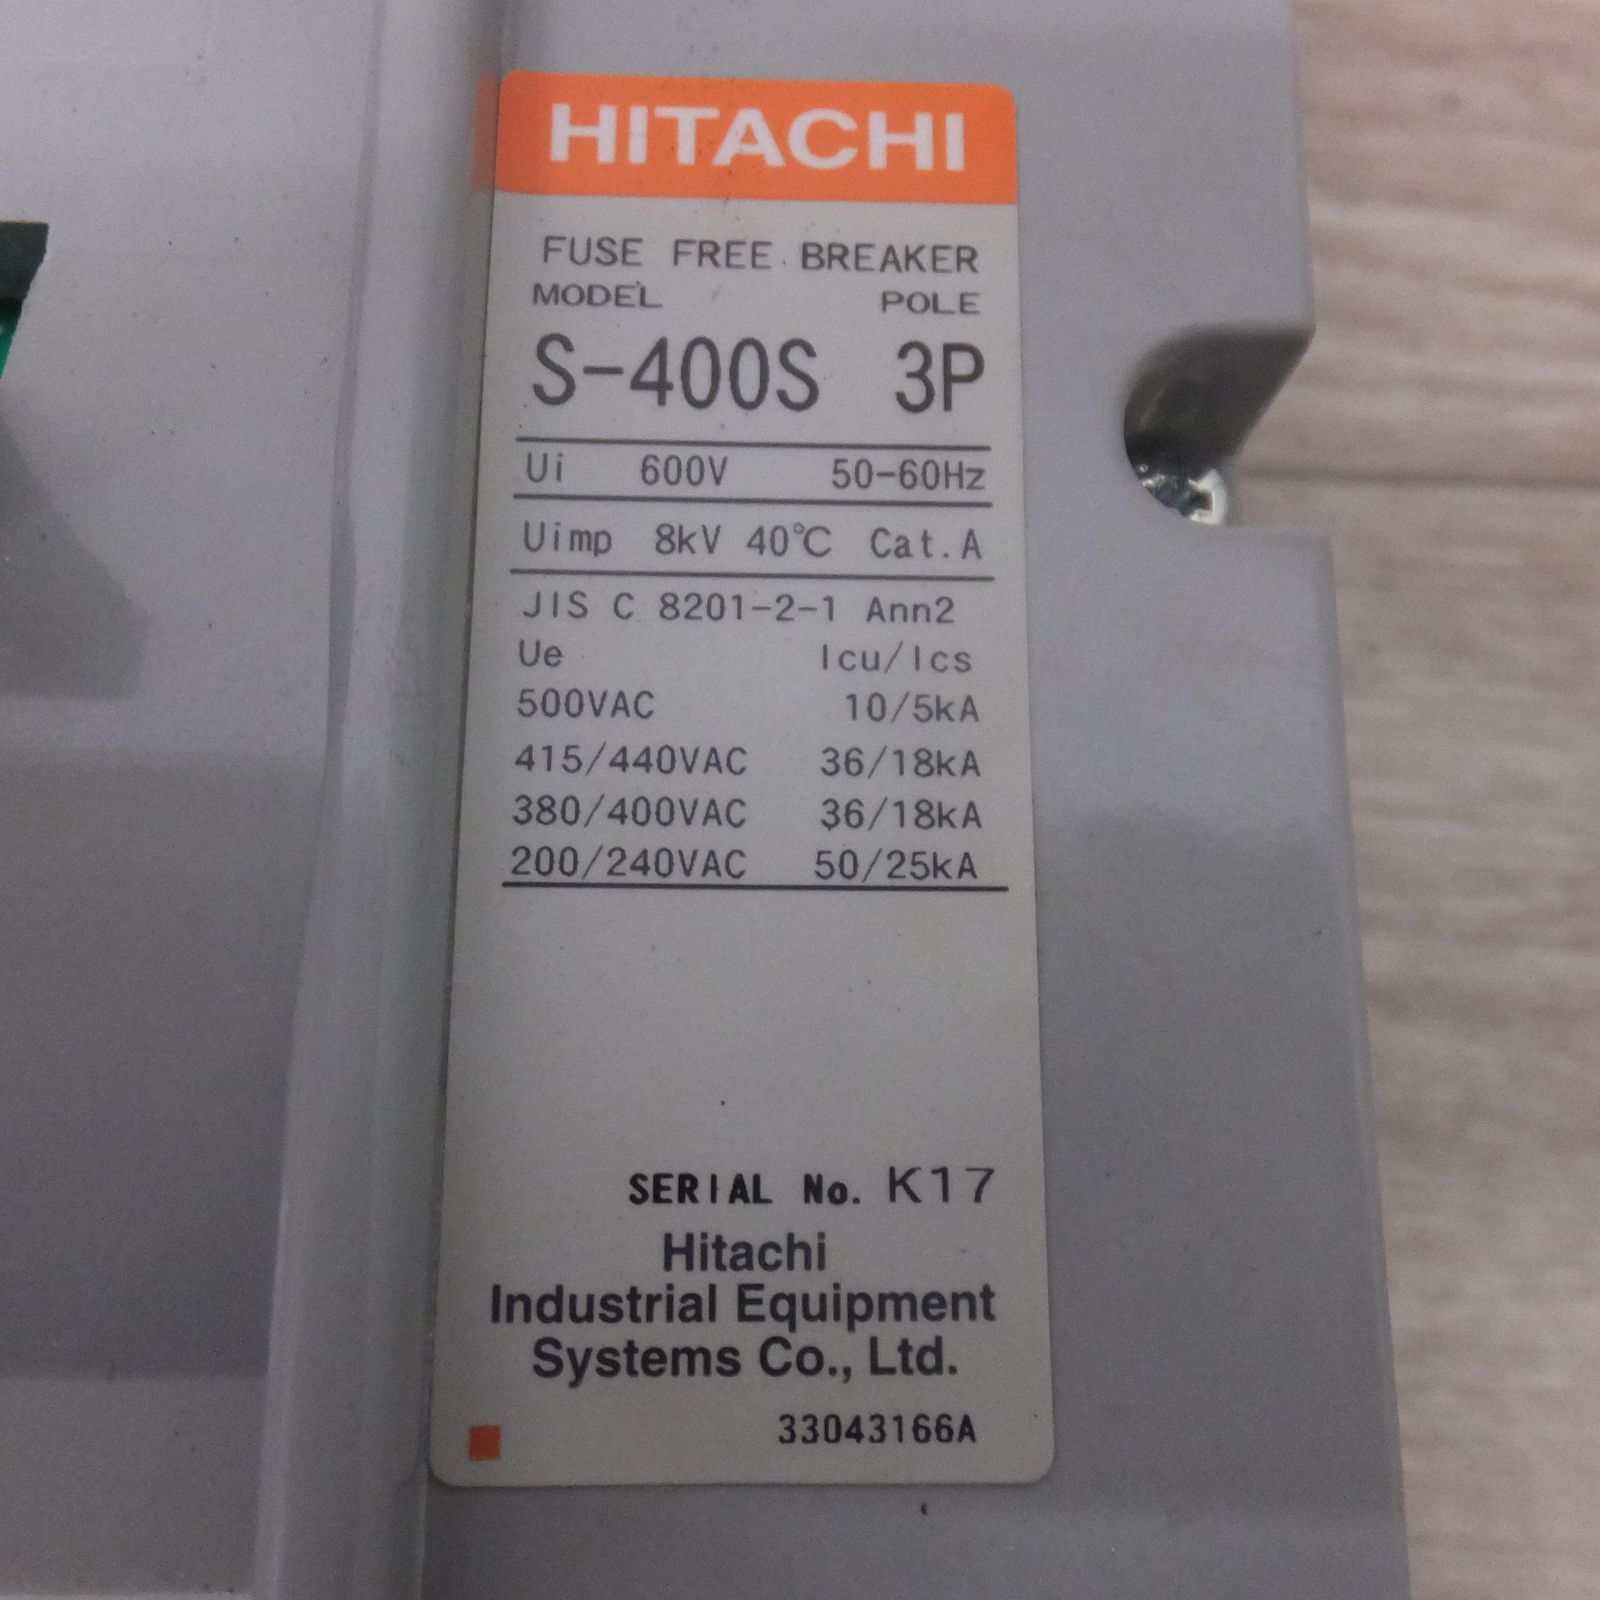 HITACHI
FUSE FREE BREAKER
MODEL POLE
S-400S 3P
Ui 600V 50-60Hz
Uimp 8kV 40℃ Cat.A
JIS C 8201-2-1 Ann2
Ue Icu/Ics
500VAC 10/5kA
415/440VAC 36/18kA
380/400VAC 36/18kA
200/240VAC 50/25kA
SERIAL No. K17
Hitachi
Industrial Equipment
Systems Co., Ltd.
33043166A